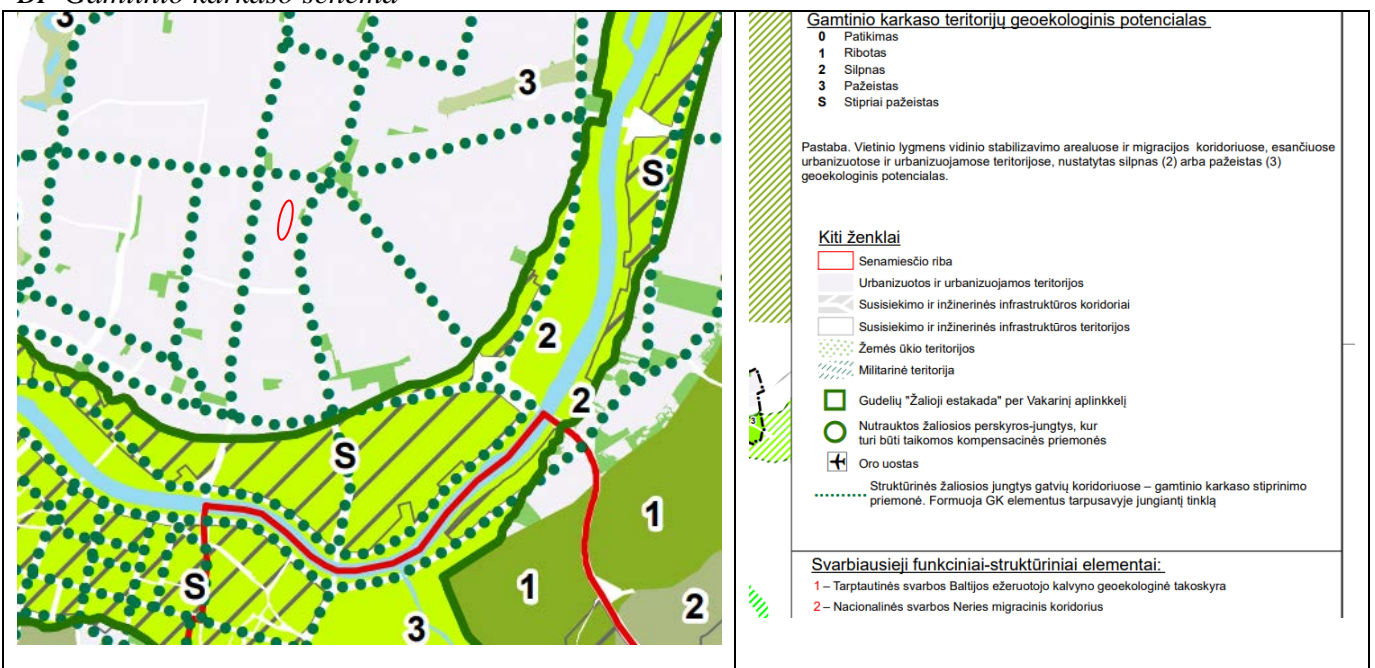 BP Gamtinio karkaso schema
3
3
S
2
2
S
1
S
1
2
3
Gamtinio karkaso teritorijų geoekologinis potencialas
0 Patikimas
1 Ribotas
2 Silpnas
3 Pažeistas
S Stipriai pažeistas
Pastaba. Vietinio lygmens vidinio stabilizavimo arealuose ir migracijos koridoriuose, esančiuose
urbanizuotose ir urbanizuojamose teritorijose, nustatytas silpnas (2) arba pažeistas (3)
geoekologinis potencialas.
Kiti ženklai
Senamiesčio riba
Urbanizuotos ir urbanizuojamos teritorijos
Susisiekimo ir inžinerinės infrastruktūros koridoriai
Susisiekimo ir inžinerinės infrastruktūros teritorijos
Žemės ūkio teritorijos
Militarinė teritorija
Gudelių "Žalioji estakada" per Vakarinį aplinkkelį
Nutrauktos žaliosios perskyros-jungtys, kur
turi būti taikomos kompensacinės priemonės
Oro uostas
Struktūrinės žaliosios jungtys gatvių koridoriuose – gamtinio karkaso stiprinimo
priemonė. Formuoja GK elementus tarpusavyje jungiantį tinklą
Svarbiausieji funkciniai-struktūriniai elementai:
1 – Tarptautinės svarbos Baltijos ežeruotojo kalvyno geoekologinė takoskyra
2 – Nacionalinės svarbos Neries migracinis koridorius